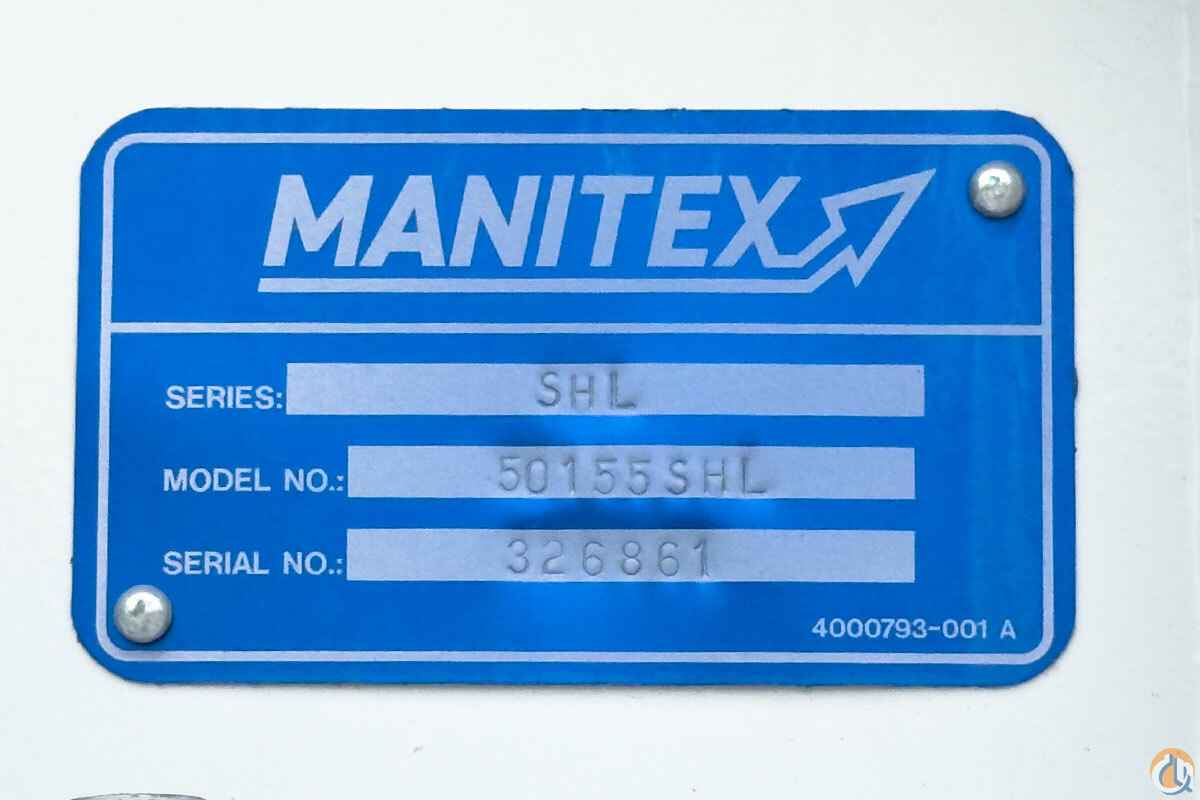 MANITEX
SERIES: SHL
MODEL NO.: 50155SHL
SERIAL NO.: 326861
4000793-001 A